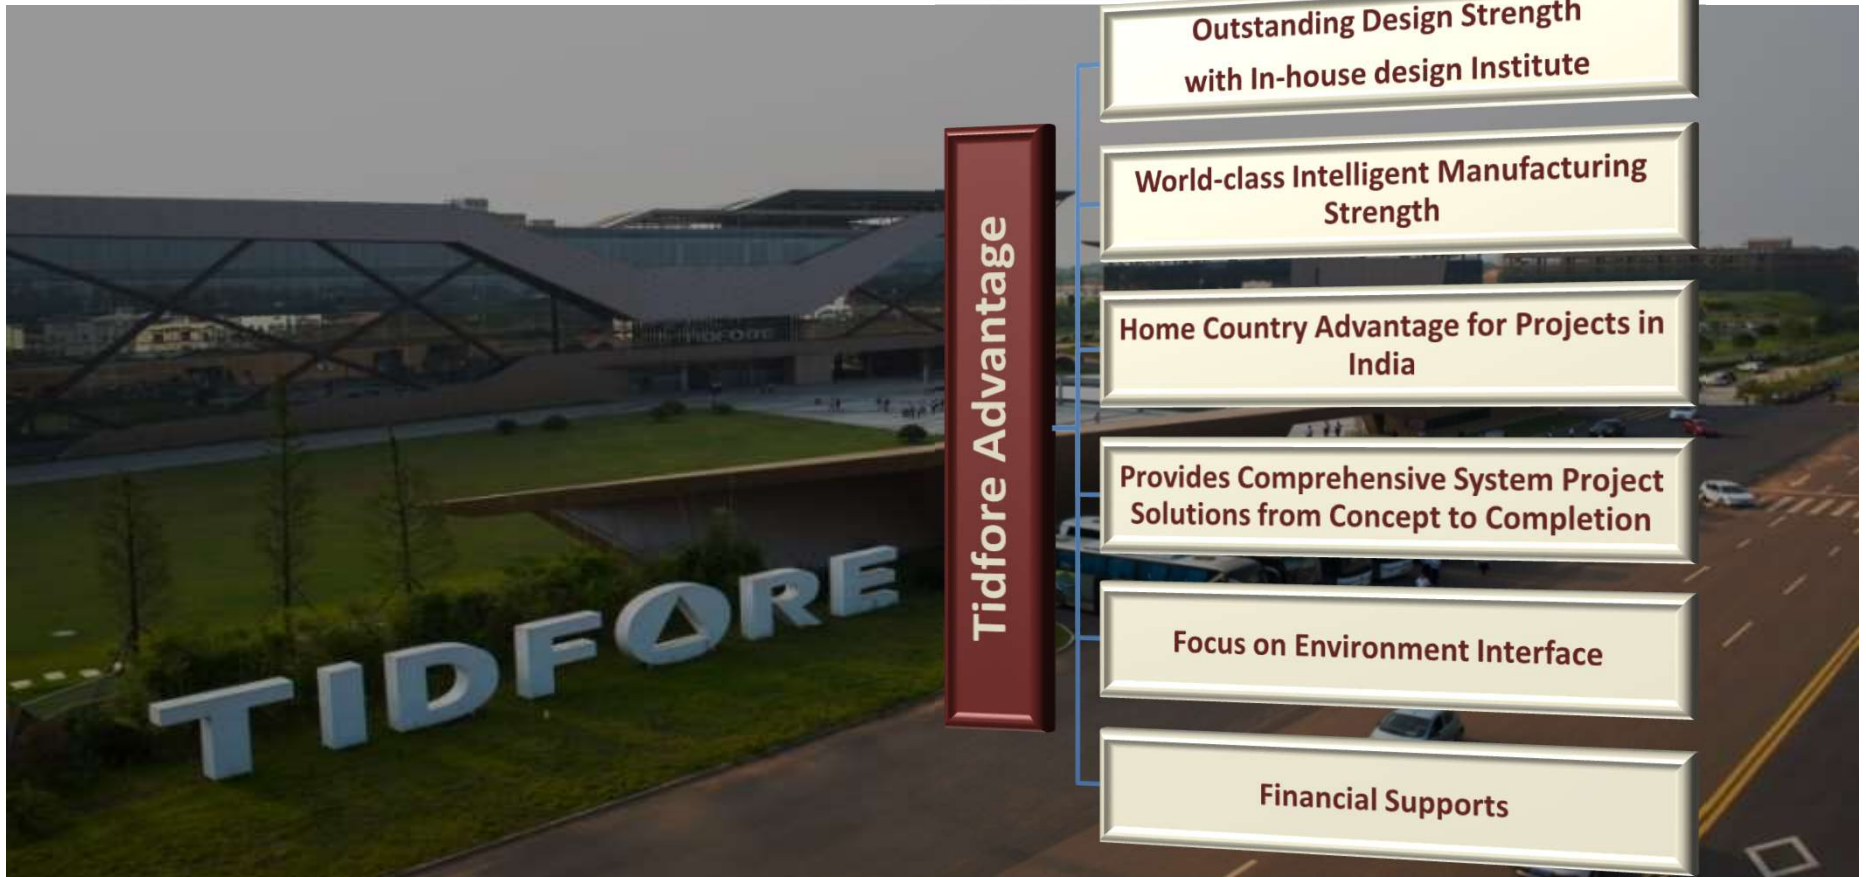 Outstanding Design Strength
with In-house design Institute
World-class Intelligent Manufacturing
Strength
Home Country Advantage for Projects in
India
Provides Comprehensive System Project
Solutions from Concept to Completion
Focus on Environment Interface
Financial Supports
Tidfore Advantage
TIDFORE
TIDFORE